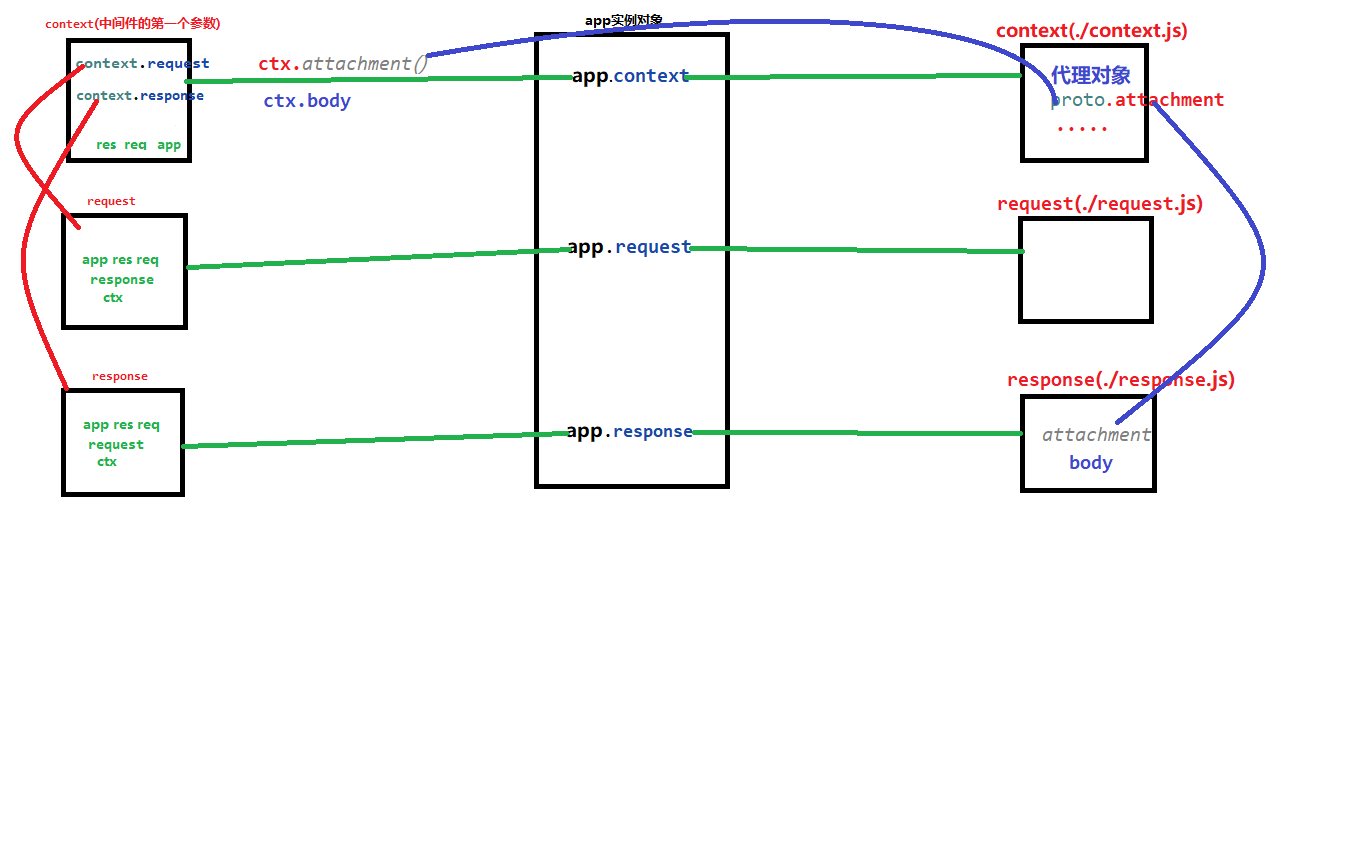 context(中间件的第一个参数)
app实例对象
context(./context.js)
context.request
ctx.attachment()
app.context
代理对象
context.response
ctx.body
proto.attachment
.....
res req app
request
request(./request.js)
app res req
app.request
response
ctx
response
response(./response.js)
app res req
app.response
attachment
request
ctx
body